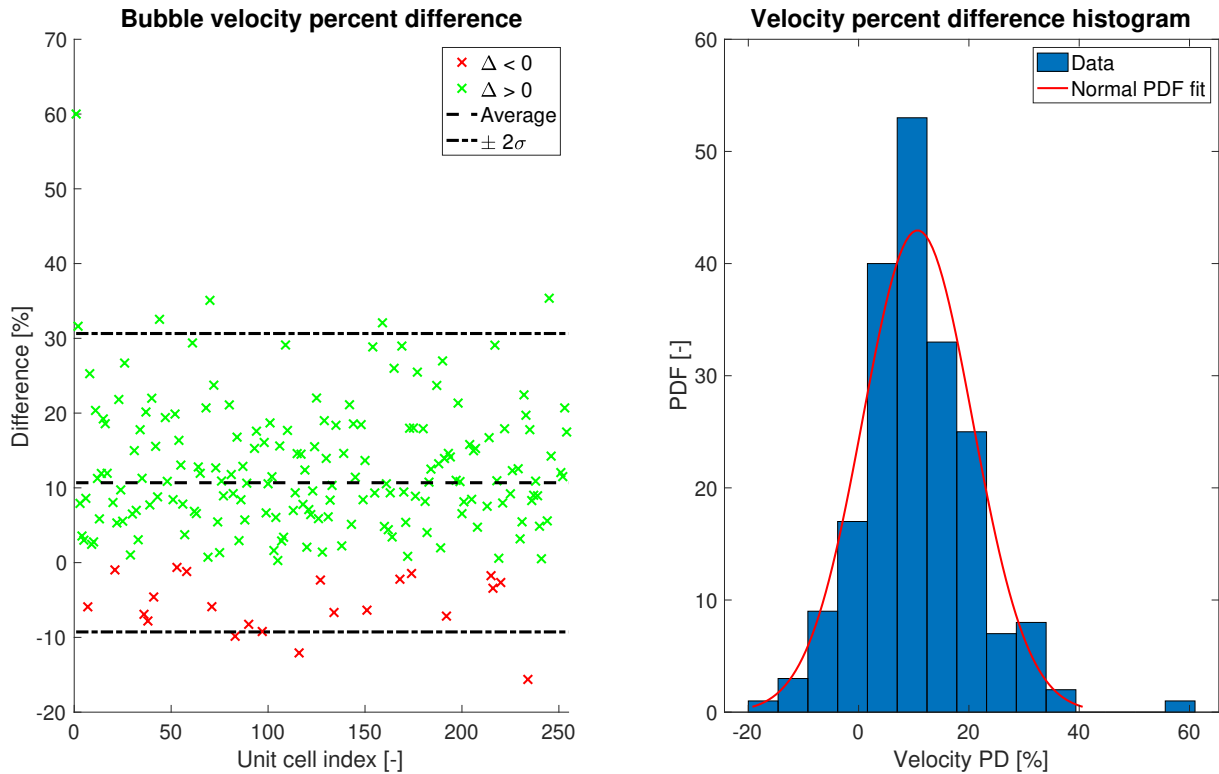 Bubble velocity percent difference
70
60
50
40
30
20
10
0
-10
-20
0
50
100
150
200
250
Difference [%]
Unit cell index [-]
Δ < 0
Δ > 0
Average
± 2σ
Velocity percent difference histogram
60
50
40
30
20
10
0
-20
0
20
40
60
PDF [-]
Velocity PD [%]
Data
Normal PDF fit